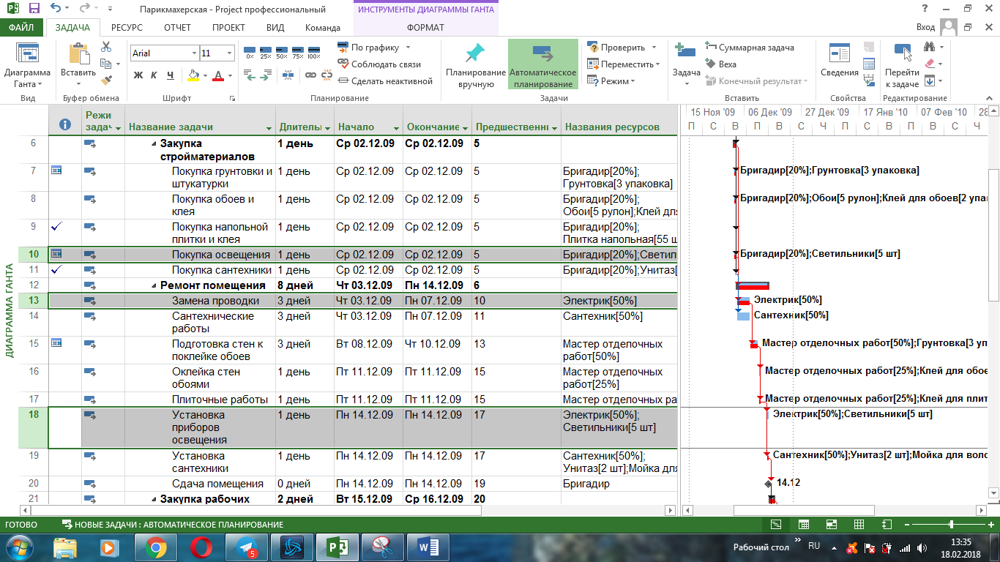 Парикмахерская - Project профессиональный
ИНСТРУМЕНТЫ ДИАГРАММЫ ГАНТА
ФАЙЛ ЗАДАЧА РЕСУРС ОТЧЕТ ПРОЕКТ ВИД Команда ФОРМАТ Вход
Диаграмма Ганта
Вид
Вставить
Буфер обмена
Arial 11
Ж К Ч А
Шрифт
0% 25% 50% 75% 100%
По графику
Соблюдать связи
Сделать неактивной
Планирование
Планирование вручную
Автоматическое планирование
Проверить
Переместить
Режим
Задачи
Задача
Суммарная задача
Веха
Конечный результат
Вставить
Сведения
Свойства
Перейти к задаче
Редактирование
Режи задач Название задачи Длителы Начало Окончание Предшественни Названия ресурсов
15 Ноя '09 06 Дек '09 27 Дек '09 17 Янв '10 07 Фев '10 28
П С В П С В Ч П С В Ч
6 Закупка стройматериалов 1 день Ср 02.12.09 Ср 02.12.09 5
7 Покупка грунтовки и штукатурки 1 день Ср 02.12.09 Ср 02.12.09 5 Бригадир[20%]; Грунтовка[3 упаковка]
Бригадир[20%];Грунтовка[3 упаковка]
8 Покупка обоев и клея 1 день Ср 02.12.09 Ср 02.12.09 5 Бригадир[20%]; Обои[5 рулон];Клей дл
Бригадир[20%];Обои[5 рулон];Клей для обоев[2 упа
9 Покупка напольной плитки и клея 1 день Ср 02.12.09 Ср 02.12.09 5 Бригадир[20%]; Плитка напольная[55 ш
10 Покупка освещения 1 день Ср 02.12.09 Ср 02.12.09 5 Бригадир[20%];Светил
Бригадир[20%];Светильники[5 шт]
11 Покупка сантехники 1 день Ср 02.12.09 Ср 02.12.09 5 Бригадир[20%];Унитаз[
12 Ремонт помещения 8 дней Чт 03.12.09 Пн 14.12.09 6
13 Замена проводки 3 дней Чт 03.12.09 Пн 07.12.09 10 Электрик[50%]
Электрик[50%]
14 Сантехнические работы 3 дней Чт 03.12.09 Пн 07.12.09 11 Сантехник[50%]
Сантехник[50%]
15 Подготовка стен к поклейке обоев 3 дней Вт 08.12.09 Чт 10.12.09 13 Мастер отделочных работ[50%]
Мастер отделочных работ[50%];Грунтовка[3 уп
16 Оклейка стен обоями 1 день Пт 11.12.09 Пт 11.12.09 15 Мастер отделочных работ[25%]
Мастер отделочных работ[25%];Клей для обое
17 Плиточные работы 1 день Пт 11.12.09 Пт 11.12.09 15 Мастер отделочных ра
Мастер отделочных работ[25%];Клей для плит
18 Установка приборов освещения 1 день Пн 14.12.09 Пн 14.12.09 17 Электрик[50%]; Светильники[5 шт]
Электрик[50%];Светильники[5 шт]
19 Установка сантехники 1 день Пн 14.12.09 Пн 14.12.09 17 Сантехник[50%]; Унитаз[2 шт];Мойка для
Сантехник[50%];Унитаз[2 шт];Мойка для воло
20 Сдача помещения 0 дней Пн 14.12.09 Пн 14.12.09 19 Бригадир
14.12
21 Закупка рабочих 2 дней Вт 15.12.09 Ср 16.12.09 20
ДИАГРАММА ГАНТА
ГОТОВО НОВЫЕ ЗАДАЧИ : АВТОМАТИЧЕСКОЕ ПЛАНИРОВАНИЕ
5
Рабочий стол RU 13:35
18.02.2018